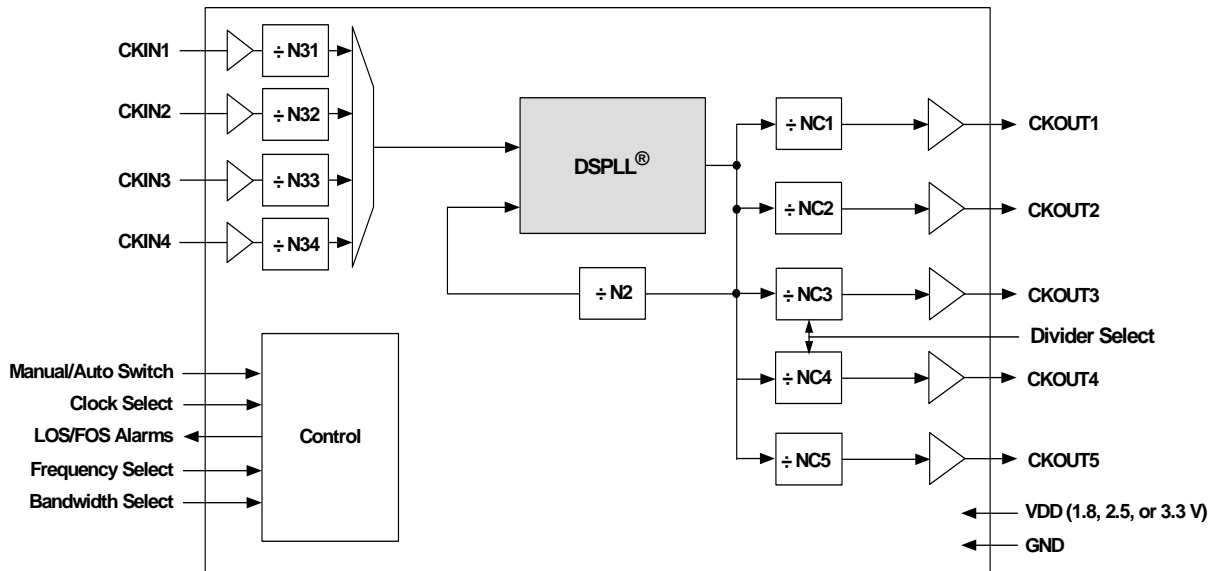 CKIN1
÷ N31
CKIN2
÷ N32
CKIN3
÷ N33
CKIN4
÷ N34
DSPLL®
÷ N2
÷ NC1
CKOUT1
÷ NC2
CKOUT2
÷ NC3
CKOUT3
Divider Select
÷ NC4
CKOUT4
÷ NC5
CKOUT5
Manual/Auto Switch
Clock Select
LOS/FOS Alarms
Frequency Select
Bandwidth Select
Control
VDD (1.8, 2.5, or 3.3 V)
GND